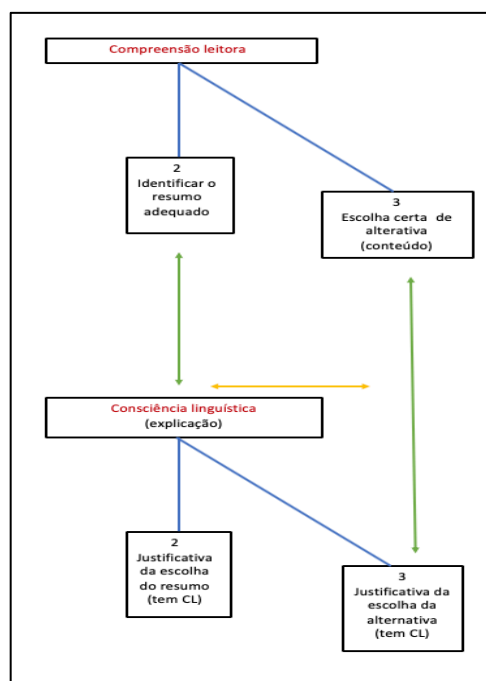 Compreensão leitora
2
Identificar o
resumo
adequado
3
Escolha certa de
alterativa
(conteúdo)
Consciência linguística
(explicação)
2
Justificativa
da escolha
do resumo
(tem CL)
3
Justificativa da
escolha da
alternativa
(tem CL)